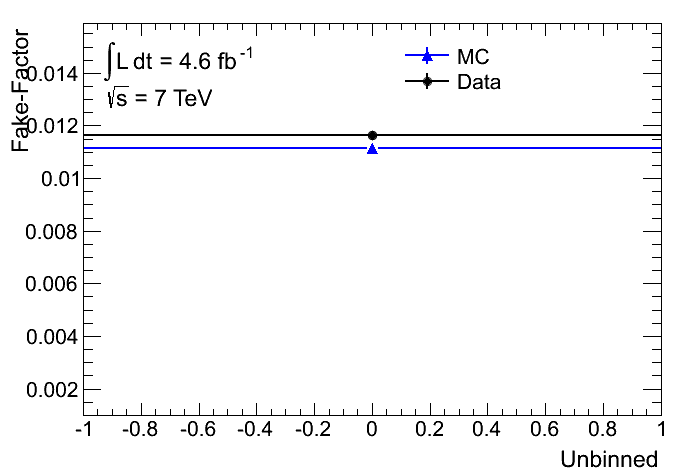 ∫L dt = 4.6 fb⁻¹
√s = 7 TeV
MC
Data
Fake-Factor
0.014
0.012
0.01
0.008
0.006
0.004
0.002
-1 -0.8 -0.6 -0.4 -0.2 0 0.2 0.4 0.6 0.8 1
Unbinned